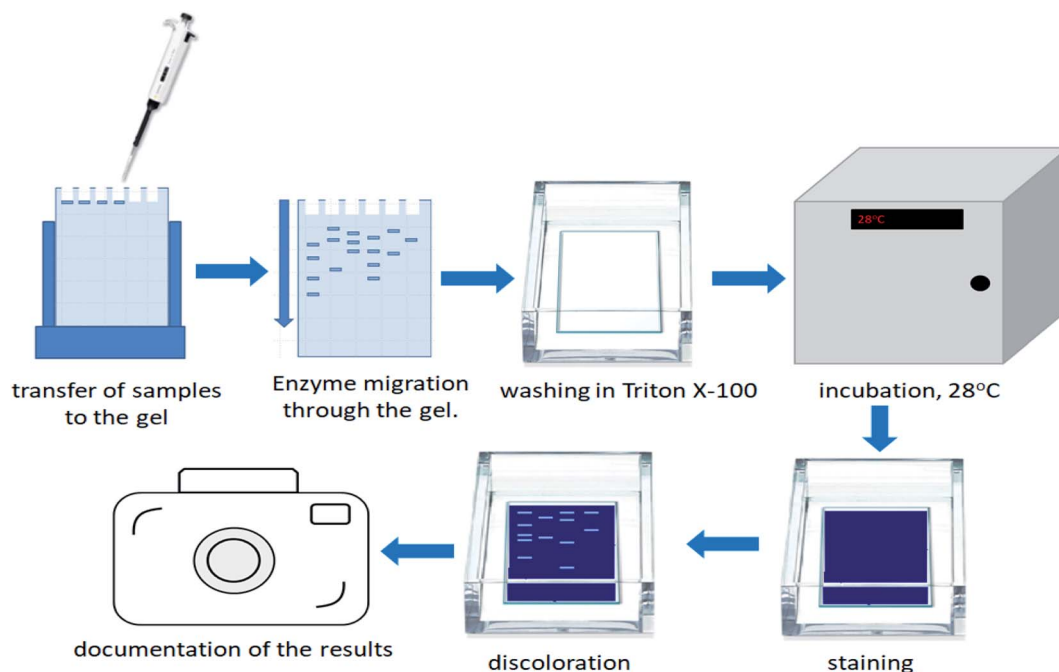 28°C
transfer of samples
to the gel
Enzyme migration
through the gel.
washing in Triton X-100
incubation, 28°C
documentation of the results
discoloration
staining